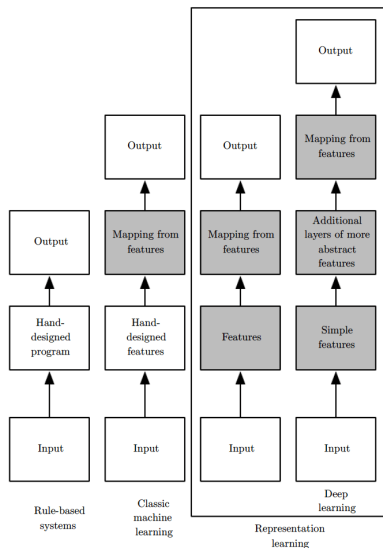 Output
Output
Output
Mapping from
features
Output
Mapping from
features
Mapping from
features
Additional
layers of more
abstract
features
Hand-
designed
program
Hand-
designed
features
Features
Simple
features
Input
Input
Input
Input
Rule-based
systems
Classic
machine
learning
Deep
learning
Representation
learning